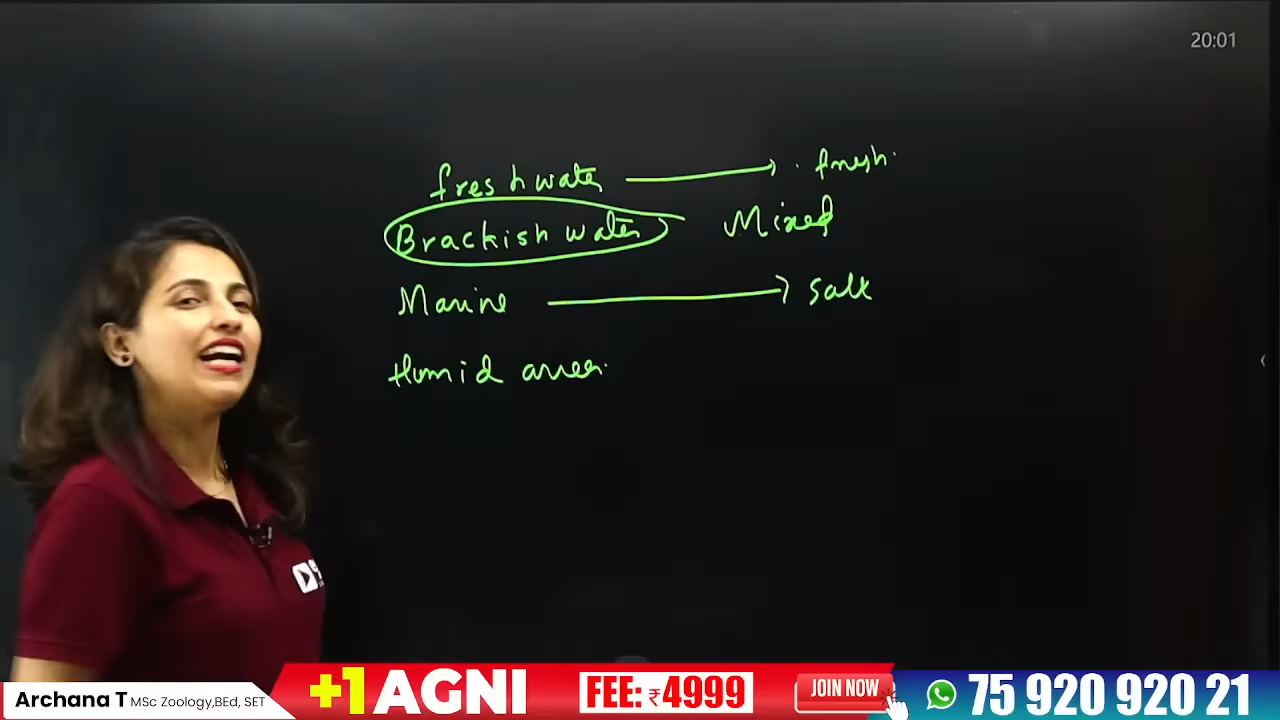 20:01
freshwater → fresh
Brackish water Mixed
Marine → salt
Humid area
+1 AGNI
FEE: ₹4999
JOIN NOW
75 920 920 21
Archana T MSc Zoology,BEd, SET